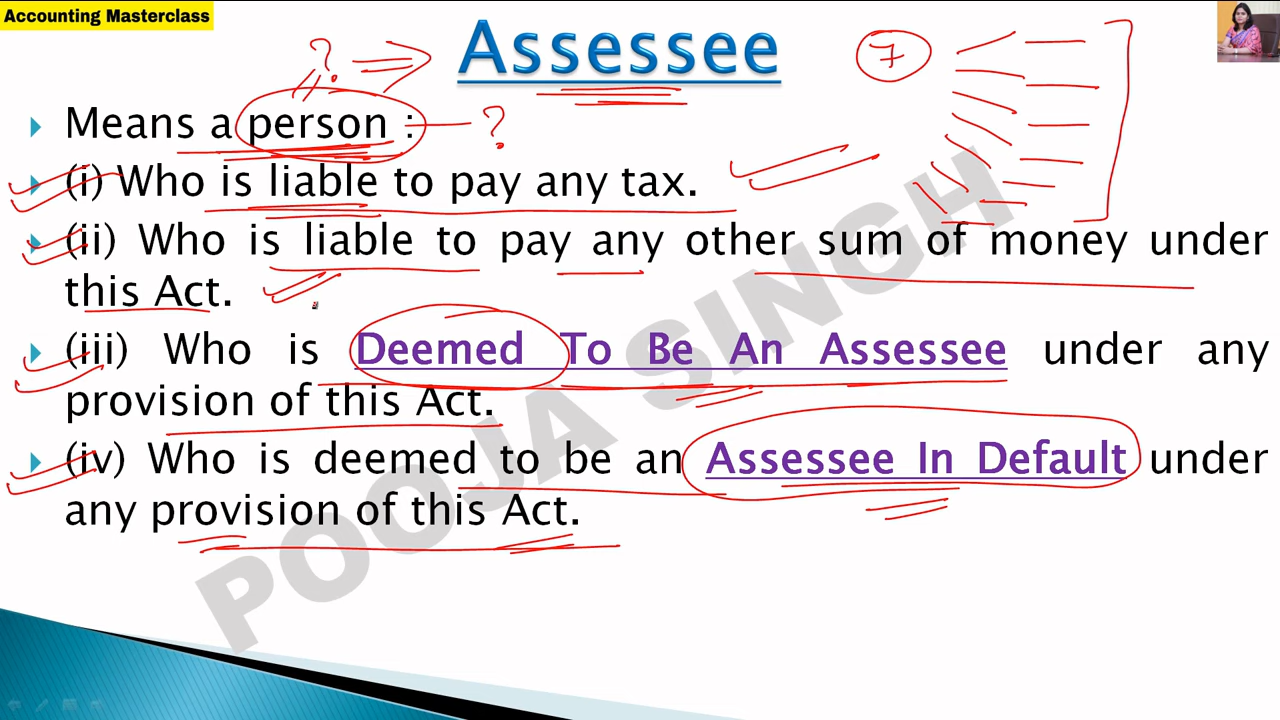 Accounting Masterclass
Assessee
? 7
Means a person : ?
(i) Who is liable to pay any tax.
(ii) Who is liable to pay any other sum of money under
this Act.
(iii) Who is Deemed To Be An Assessee under any
provision of this Act.
(iv) Who is deemed to be an Assessee In Default under
any provision of this Act.
POOJA SINGH